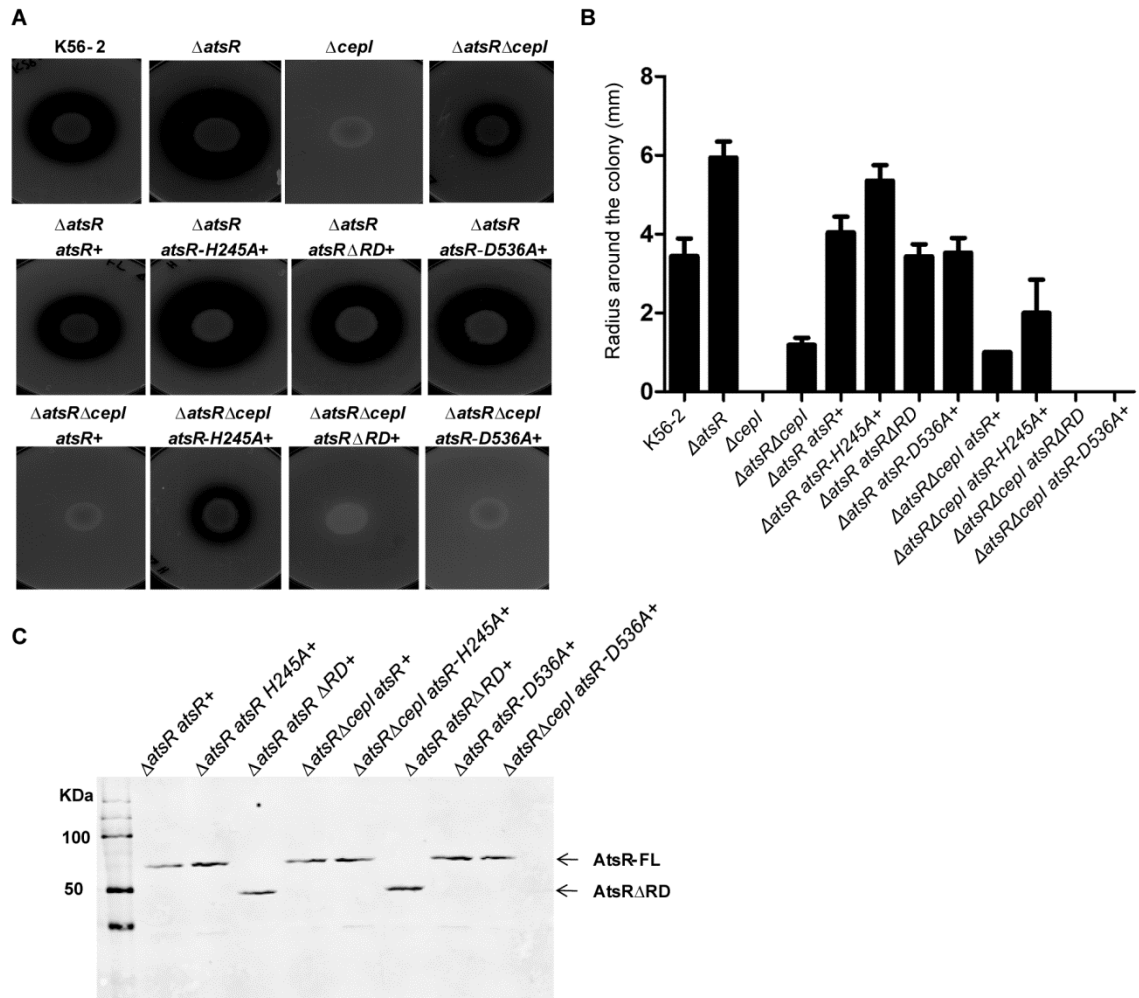 A
K56-2
ΔatsR
ΔcepI
ΔatsRΔcepI
ΔatsR
atsR+
ΔatsR
atsR-H245A+
ΔatsR
atsRΔRD+
ΔatsR
atsR-D536A+
ΔatsRΔcepI
atsR+
ΔatsRΔcepI
atsR-H245A+
ΔatsRΔcepI
atsRΔRD+
ΔatsRΔcepI
atsR-D536A+
B
Radius around the colony (mm)
8
6
4
2
0
K56-2
ΔatsR
ΔcepI
ΔatsRΔcepI
ΔatsR atsR+
ΔatsR atsR-H245A+
ΔatsR atsRΔRD
ΔatsR atsR-D536A+
ΔatsRΔcepI atsR+
ΔatsRΔcepI atsR-H245A+
ΔatsRΔcepI atsRΔRD
ΔatsRΔcepI atsR-D536A+
C
ΔatsR atsR+
ΔatsR atsR H245A+
ΔatsR atsR ΔRD+
ΔatsRΔcepI atsR+
ΔatsRΔcepI atsR-H245A+
ΔatsR atsRΔRD+
ΔatsR atsR-D536A+
ΔatsRΔcepI atsR-D536A+
KDa
100
50
AtsR-FL
AtsRΔRD